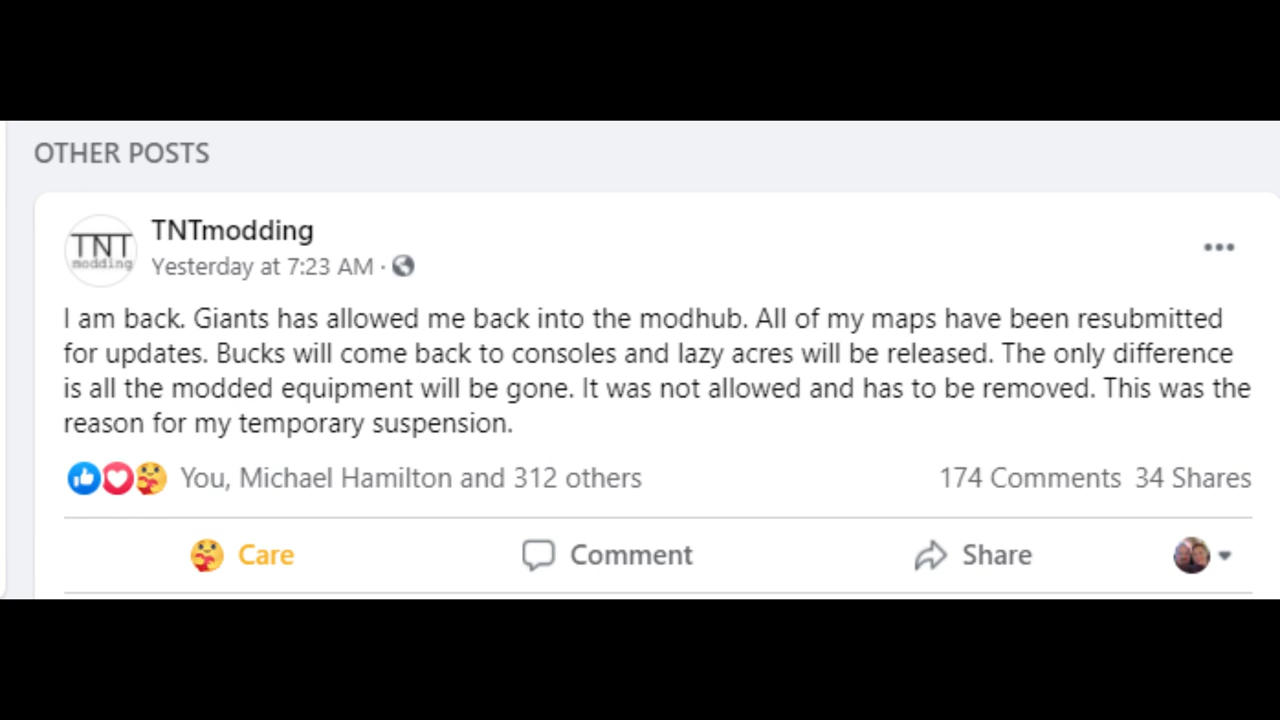 OTHER POSTS
TNT
modding
TNTmodding
Yesterday at 7:23 AM ·
I am back. Giants has allowed me back into the modhub. All of my maps have been resubmitted
for updates. Bucks will come back to consoles and lazy acres will be released. The only difference
is all the modded equipment will be gone. It was not allowed and has to be removed. This was the
reason for my temporary suspension.
You, Michael Hamilton and 312 others 174 Comments 34 Shares
Care Comment Share